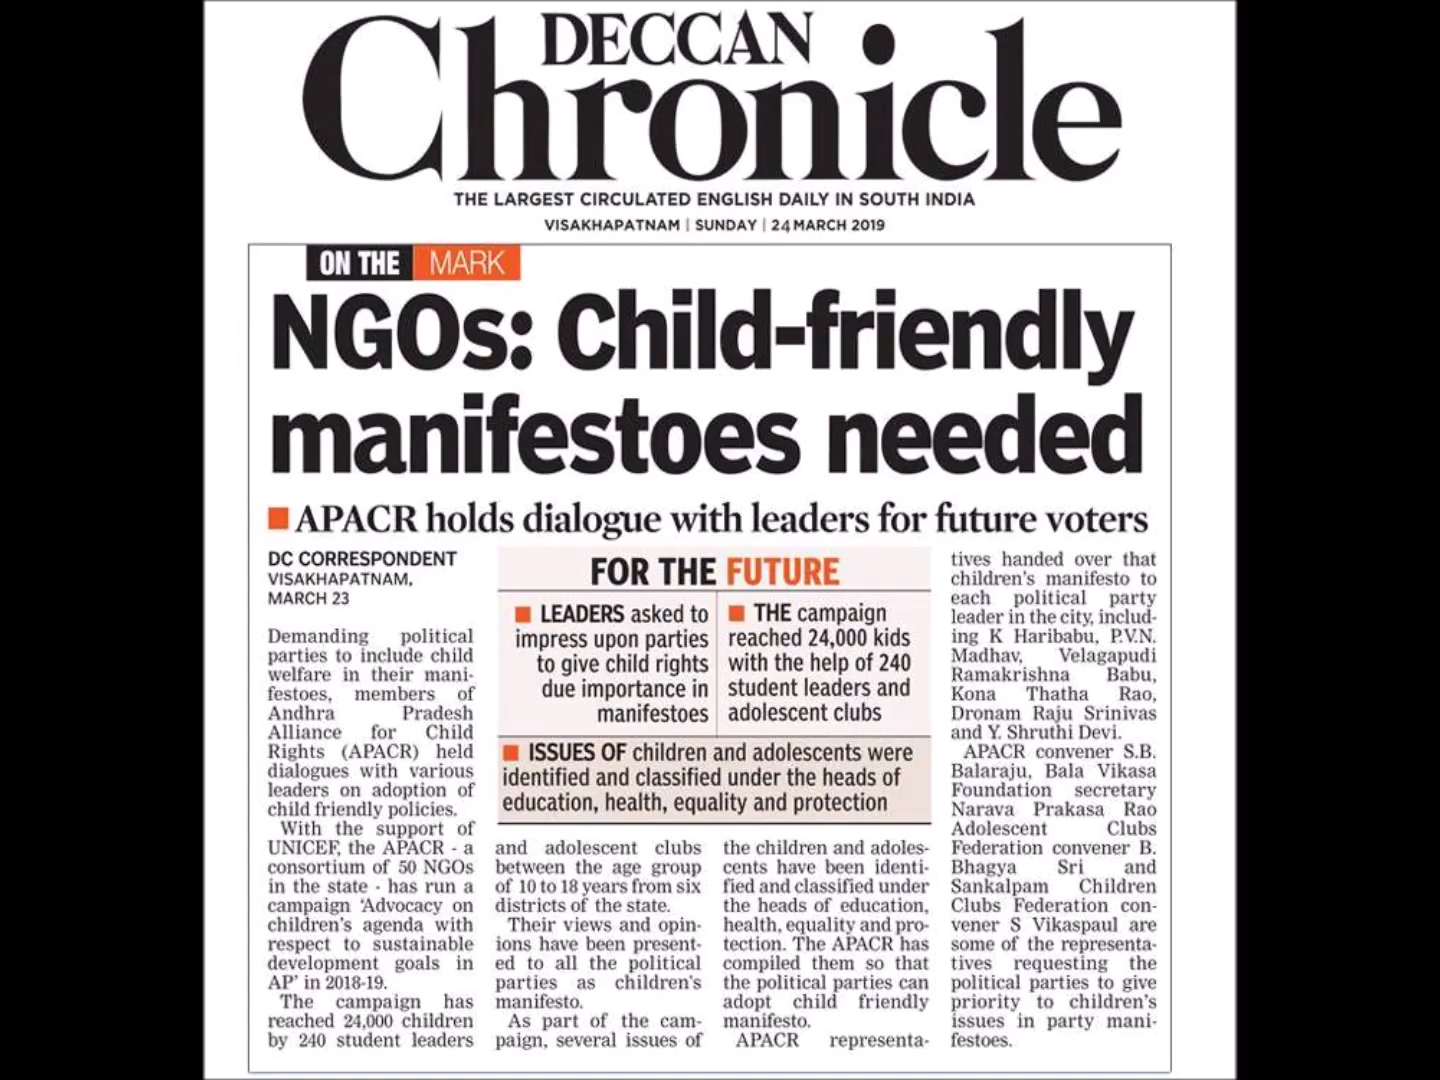 DECCAN
Chronicle
THE LARGEST CIRCULATED ENGLISH DAILY IN SOUTH INDIA
VISAKHAPATNAM | SUNDAY | 24 MARCH 2019
ON THE MARK
NGOs: Child-friendly
manifestoes needed
■ APACR holds dialogue with leaders for future voters
DC CORRESPONDENT
VISAKHAPATNAM,
MARCH 23
Demanding political
parties to include child
welfare in their mani-
festoes, members of
Andhra Pradesh
Alliance for Child
Rights (APACR) held
dialogues with various
leaders on adoption of
child friendly policies.
With the support of
UNICEF, the APACR - a
consortium of 50 NGOs
in the state - has run a
campaign ‘Advocacy on
children's agenda with
respect to sustainable
development goals in
AP’ in 2018-19.
The campaign has
reached 24,000 children
by 240 student leaders
FOR THE FUTURE
■ LEADERS asked to
impress upon parties
to give child rights
due importance in
manifestoes
■ THE campaign
reached 24,000 kids
with the help of 240
student leaders and
adolescent clubs
■ ISSUES OF children and adolescents were
identified and classified under the heads of
education, health, equality and protection
and adolescent clubs
between the age group
of 10 to 18 years from six
districts of the state.
Their views and opin-
ions have been present-
ed to all the political
parties as children's
manifesto.
As part of the cam-
paign, several issues of
the children and adoles-
cents have been identi-
fied and classified under
the heads of education,
health, equality and pro-
tection. The APACR has
compiled them so that
the political parties can
adopt child friendly
manifesto.
APACR representa-
tives handed over that
children's manifesto to
each political party
leader in the city, includ-
ing K Haribabu, P.V.N.
Madhav, Velagapudi
Ramakrishna Babu,
Kona Thatha Rao,
Dronam Raju Srinivas
and Y. Shruthi Devi.
APACR convener S.B.
Balaraju, Bala Vikasa
Foundation secretary
Narava Prakasa Rao
Adolescent Clubs
Federation convener B.
Bhagya Sri and
Sankalpam Children
Clubs Federation con-
vener S Vikaspaul are
some of the representa-
tives requesting the
political parties to give
priority to children's
issues in party mani-
festoes.